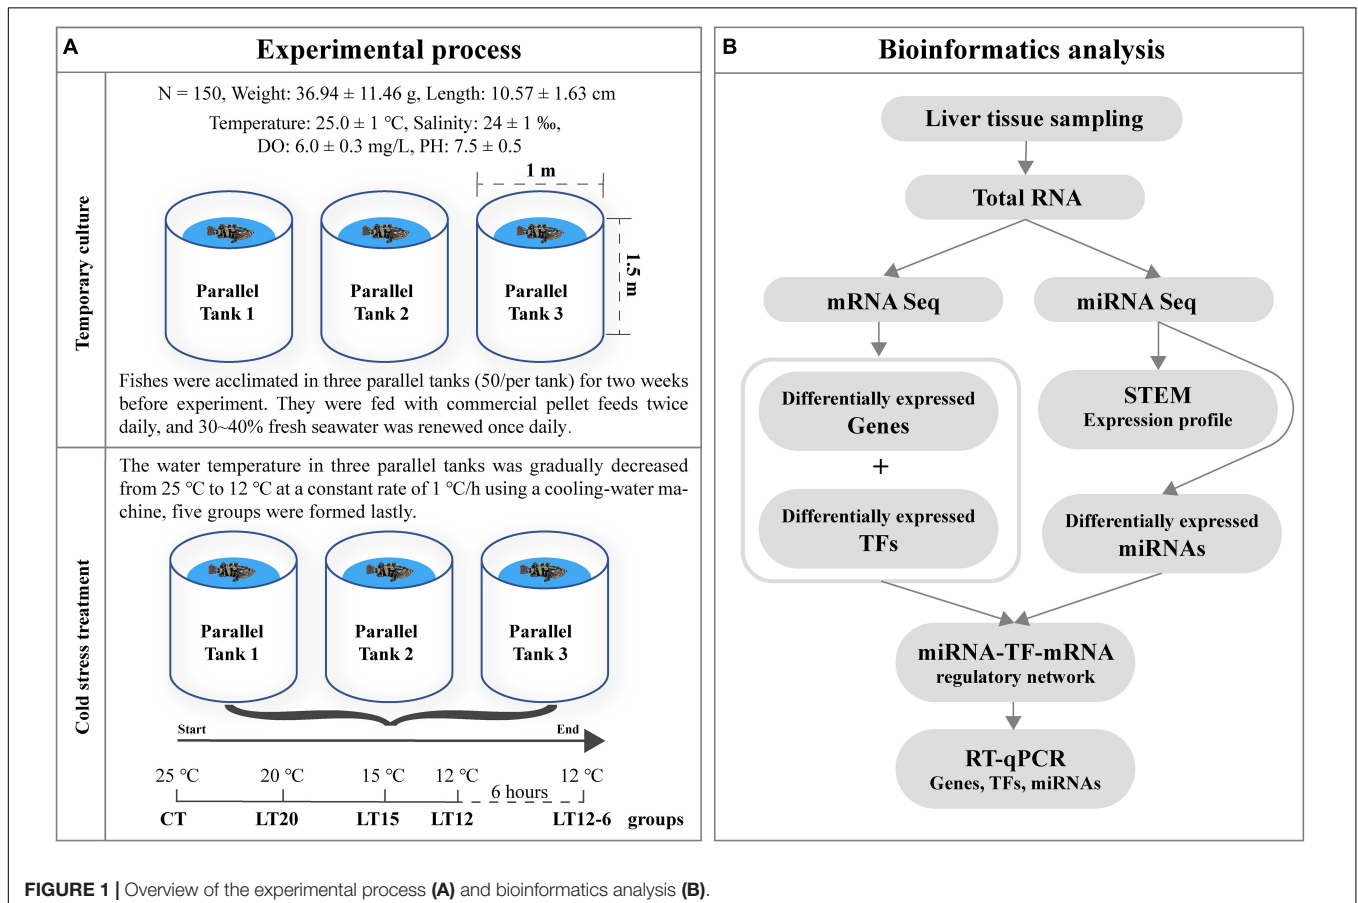 A
Experimental process
N = 150, Weight: 36.94 ± 11.46 g, Length: 10.57 ± 1.63 cm
Temperature: 25.0 ± 1 °C, Salinity: 24 ± 1 ‰,
DO: 6.0 ± 0.3 mg/L, PH: 7.5 ± 0.5
1 m
1.5 m
Temporary culture
Parallel
Tank 1
Parallel
Tank 2
Parallel
Tank 3
Fishes were acclimated in three parallel tanks (50/per tank) for two weeks
before experiment. They were fed with commercial pellet feeds twice
daily, and 30~40% fresh seawater was renewed once daily.
Cold stress treatment
The water temperature in three parallel tanks was gradually decreased
from 25 °C to 12 °C at a constant rate of 1 °C/h using a cooling-water ma-
chine, five groups were formed lastly.
Parallel
Tank 1
Parallel
Tank 2
Parallel
Tank 3
Start
End
25 °C 20 °C 15 °C 12 °C 12 °C
6 hours
CT LT20 LT15 LT12 LT12-6 groups
B
Bioinformatics analysis
Liver tissue sampling
Total RNA
mRNA Seq
miRNA Seq
Differentially expressed
Genes
+
Differentially expressed
TFs
STEM
Expression profile
Differentially expressed
miRNAs
miRNA-TF-mRNA
regulatory network
RT-qPCR
Genes, TFs, miRNAs
FIGURE 1 | Overview of the experimental process (A) and bioinformatics analysis (B).